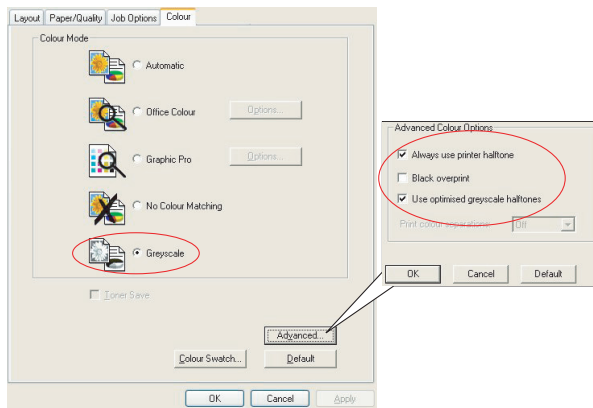 Layout Paper/Quality Job Options Colour
Colour Mode
Automatic
Office Colour Options...
Graphic Pro Options...
No Colour Matching
Greyscale
Toner Save
Advanced...
Colour Swatch... Default
OK Cancel Apply
Advanced Colour Options
Always use printer halftone
Black overprint
Use optimised greyscale halftones
Print colour separations Off
OK Cancel Default